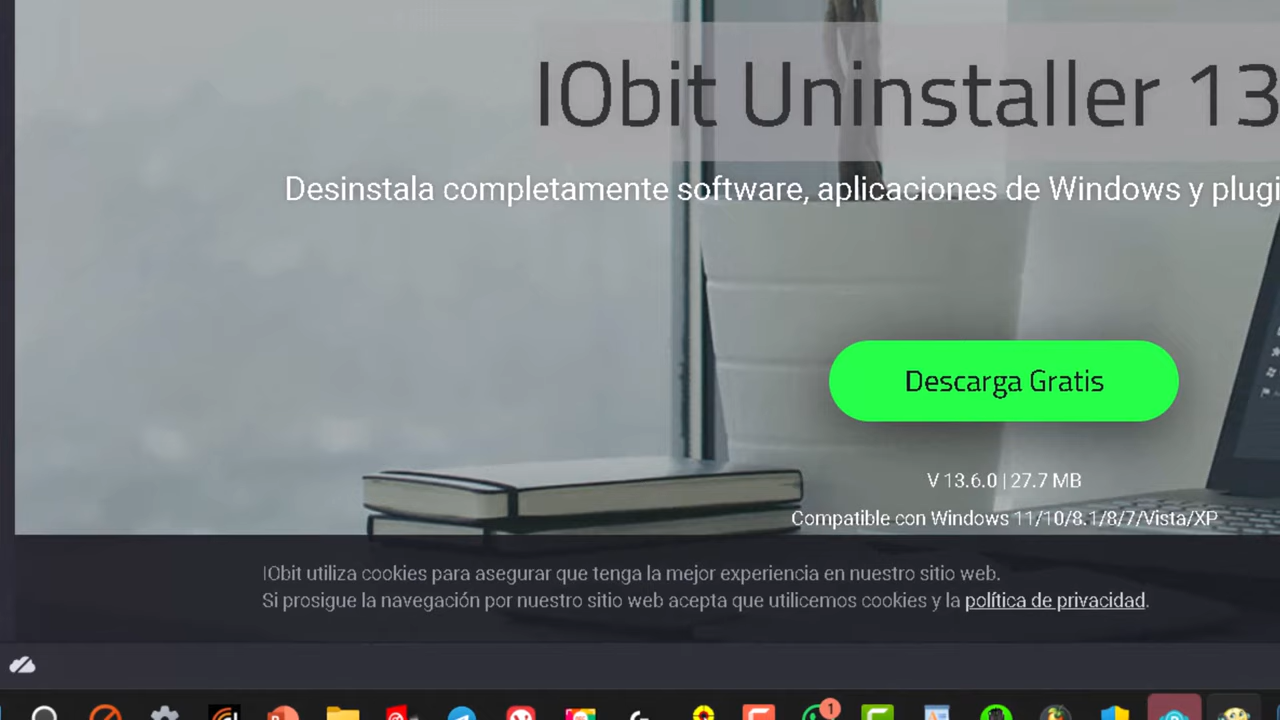 IObit Uninstaller 13
Desinstala completamente software, aplicaciones de Windows y plugi
Descarga Gratis
V 13.6.0 | 27.7 MB
Compatible con Windows 11/10/8.1/8/7/Vista/XP
IObit utiliza cookies para asegurar que tenga la mejor experiencia en nuestro sitio web.
Si prosigue la navegación por nuestro sitio web acepta que utilicemos cookies y la política de privacidad.
1